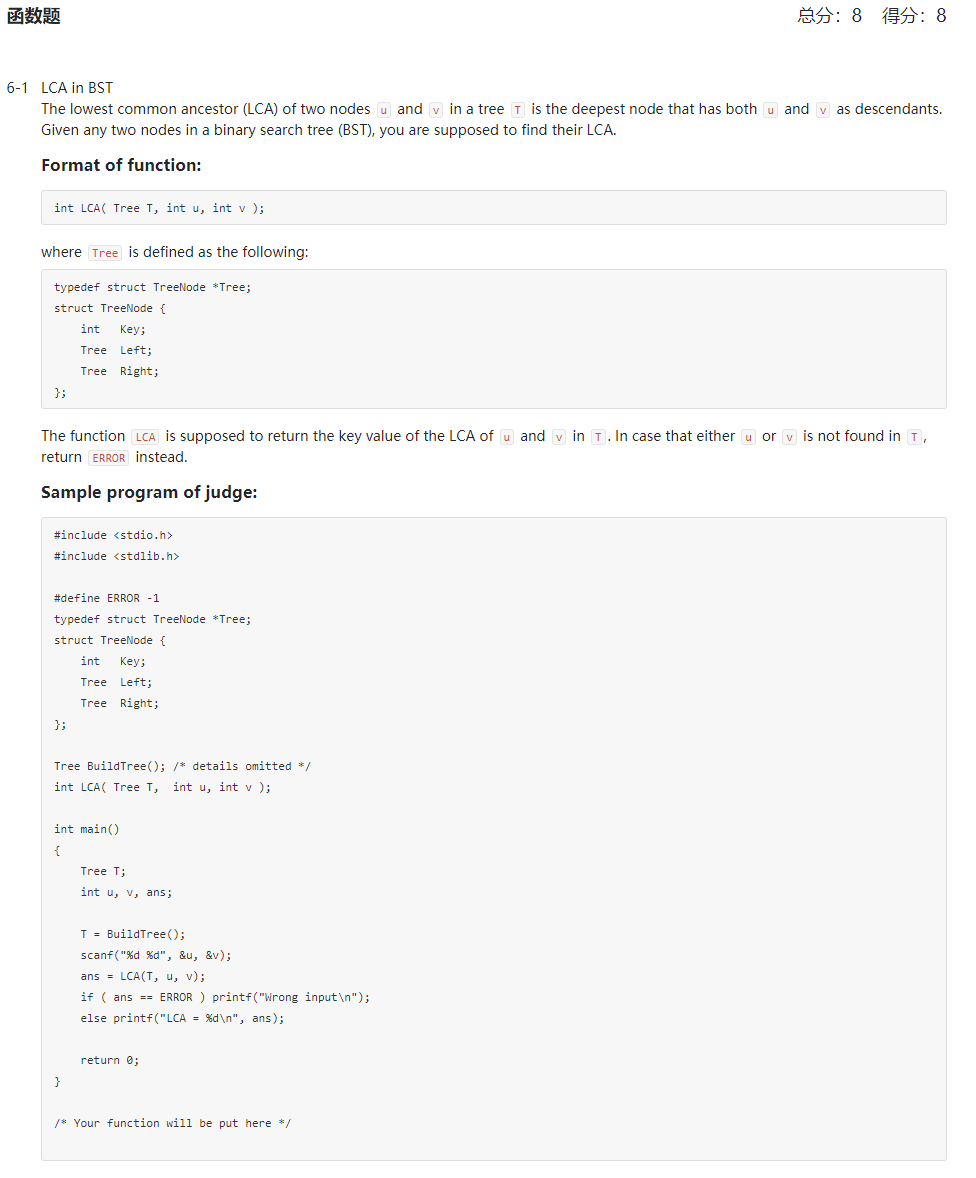 函数题 总分：8 得分：8
6-1 LCA in BST
The lowest common ancestor (LCA) of two nodes u and v in a tree T is the deepest node that has both u and v as descendants.
Given any two nodes in a binary search tree (BST), you are supposed to find their LCA.
Format of function:
int LCA( Tree T, int u, int v );
where Tree is defined as the following:
typedef struct TreeNode *Tree;
struct TreeNode {
    int   Key;
    Tree  Left;
    Tree  Right;
};
The function LCA is supposed to return the key value of the LCA of u and v in T. In case that either u or v is not found in T,
return ERROR instead.
Sample program of judge:
#include <stdio.h>
#include <stdlib.h>
#define ERROR -1
typedef struct TreeNode *Tree;
struct TreeNode {
    int   Key;
    Tree  Left;
    Tree  Right;
};
Tree BuildTree(); /* details omitted */
int LCA( Tree T,  int u, int v );
int main()
{
    Tree T;
    int u, v, ans;
    T = BuildTree();
    scanf("%d %d", &u, &v);
    ans = LCA(T, u, v);
    if ( ans == ERROR ) printf("Wrong input\n");
    else printf("LCA = %d\n", ans);
    return 0;
}
/* Your function will be put here */